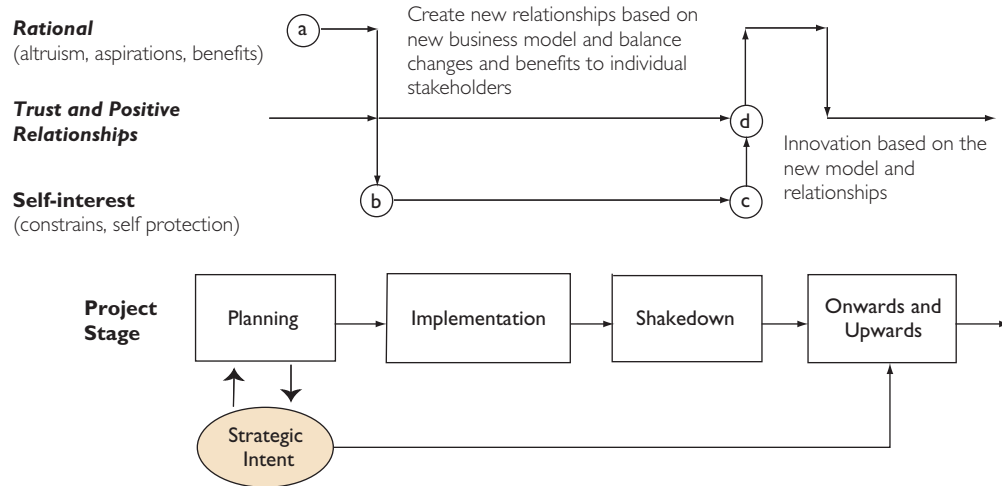 Rational
(altruism, aspirations, benefits)
a
Create new relationships based on
new business model and balance
changes and benefits to individual
stakeholders
Trust and Positive
Relationships
d
Innovation based on the
new model and
relationships
Self-interest
(constrains, self protection)
b
c
Project
Stage
Planning
Implementation
Shakedown
Onwards and
Upwards
Strategic
Intent